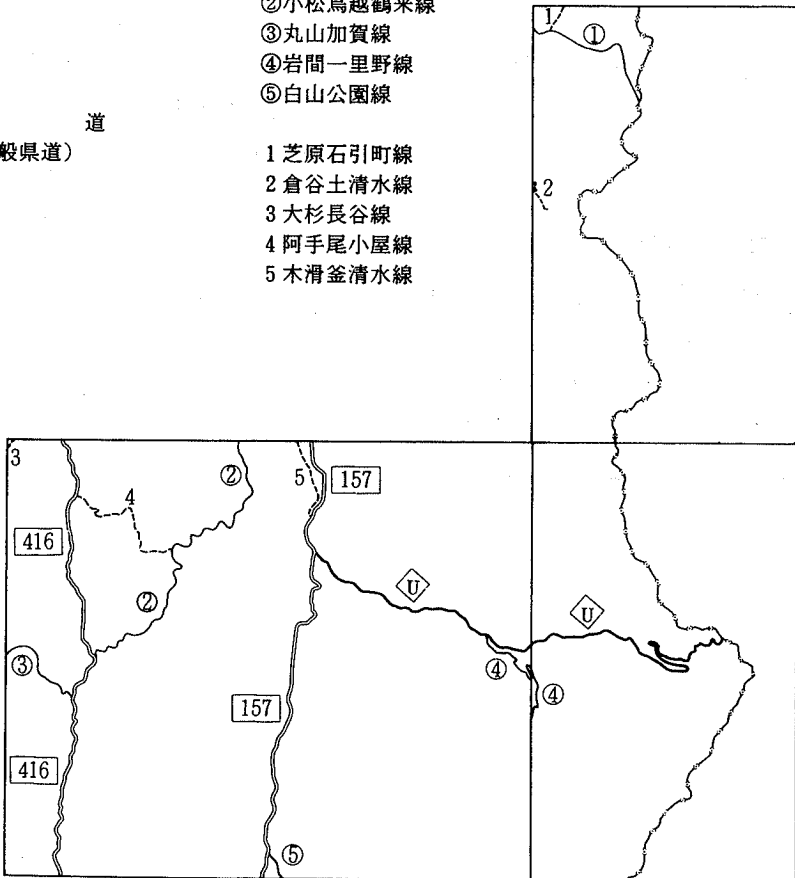 ②小松鳥越鶴来線
③丸山加賀線
④岩間一里野線
⑤白山公園線
道
般県道)
1 芝原石引町線
2 倉谷土清水線
3 大杉長谷線
4 阿手尾小屋線
5 木滑釜清水線
1
①
2
3
②
5
157
4
416
U
U
②
③
④
④
157
416
⑤